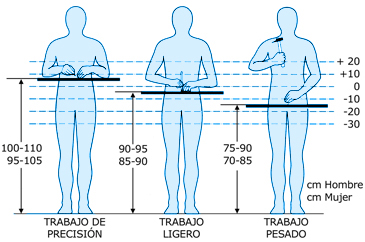 + 20
+10
0
-10
-20
-30
100-110
95-105
90-95
85-90
75-90
70-85
cm Hombre
cm Mujer
TRABAJO DE
PRECISIÓN
TRABAJO
LIGERO
TRABAJO
PESADO